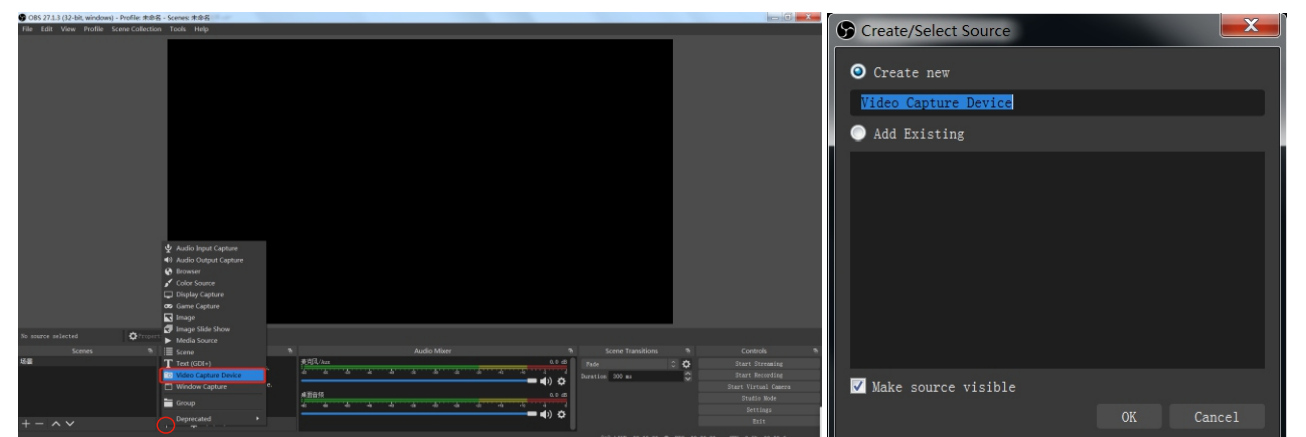 OBS 27.1.3 (32-bit, windows) - Profile: 未命名 - Scenes: 未命名
File Edit View Profile Scene Collection Tools Help
Audio Input Capture
Audio Output Capture
Browser
Color Source
Display Capture
Game Capture
Image
Image Slide Show
Media Source
Scene
Text (GDI+)
Video Capture Device
Window Capture
Group
Deprecated
No source selected
Scenes
场景
Audio Mixer
麦克风/Aux
0.0 dB
桌面音频
0.0 dB
Scene Transitions
Fade
Duration 300 ms
Controls
Start Streaming
Start Recording
Start Virtual Camera
Studio Mode
Settings
Exit
Create/Select Source
Create new
Video Capture Device
Add Existing
Make source visible
OK Cancel